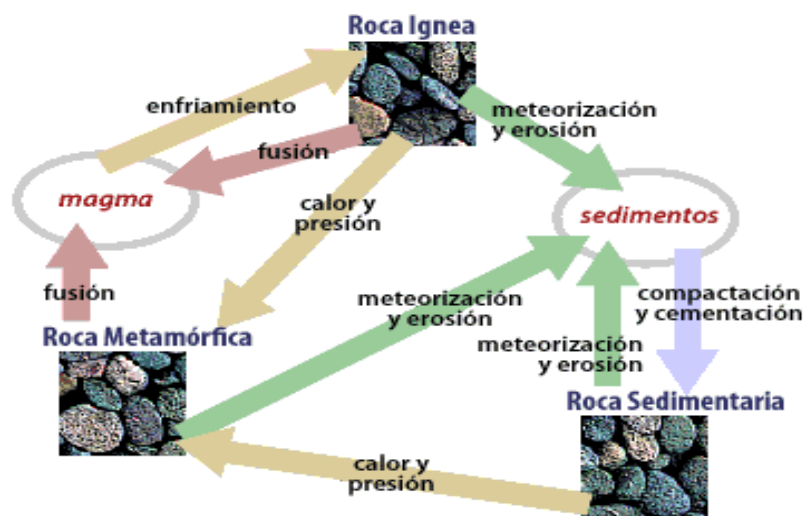 Roca Ignea
enfriamiento
meteorización
y erosión
fusión
magma
calor y
presión
sedimentos
fusión
meteorización
y erosión
compactación
y cementación
Roca Metamórfica
meteorización
y erosión
Roca Sedimentaria
calor y
presión